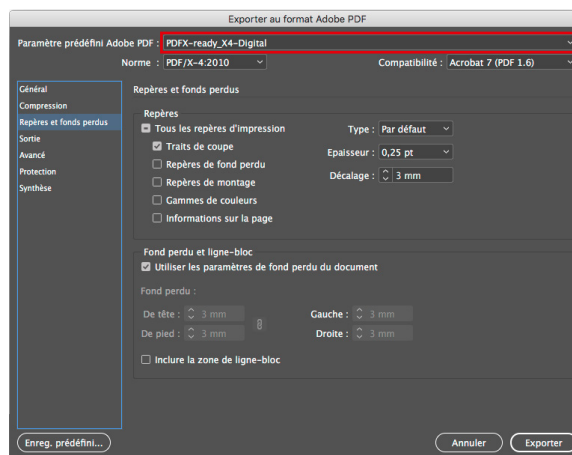 Exporter au format Adobe PDF
Paramètre prédéfini Adobe PDF : PDFX-ready_X4-Digital
Norme : PDF/X-4:2010 Compatibilité : Acrobat 7 (PDF 1.6)
Général
Compression
Repères et fonds perdus
Sortie
Avancé
Protection
Synthèse
Repères et fonds perdus
Repères
Tous les repères d'impression Type : Par défaut
Traits de coupe Epaisseur : 0,25 pt
Repères de fond perdu Décalage : 3 mm
Repères de montage
Gammes de couleurs
Informations sur la page
Fond perdu et ligne-bloc
Utiliser les paramètres de fond perdu du document
Fond perdu :
De tête : 3 mm Gauche : 3 mm
De pied : 3 mm Droite : 3 mm
Inclure la zone de ligne-bloc
Enreg. prédéfini... Annuler Exporter